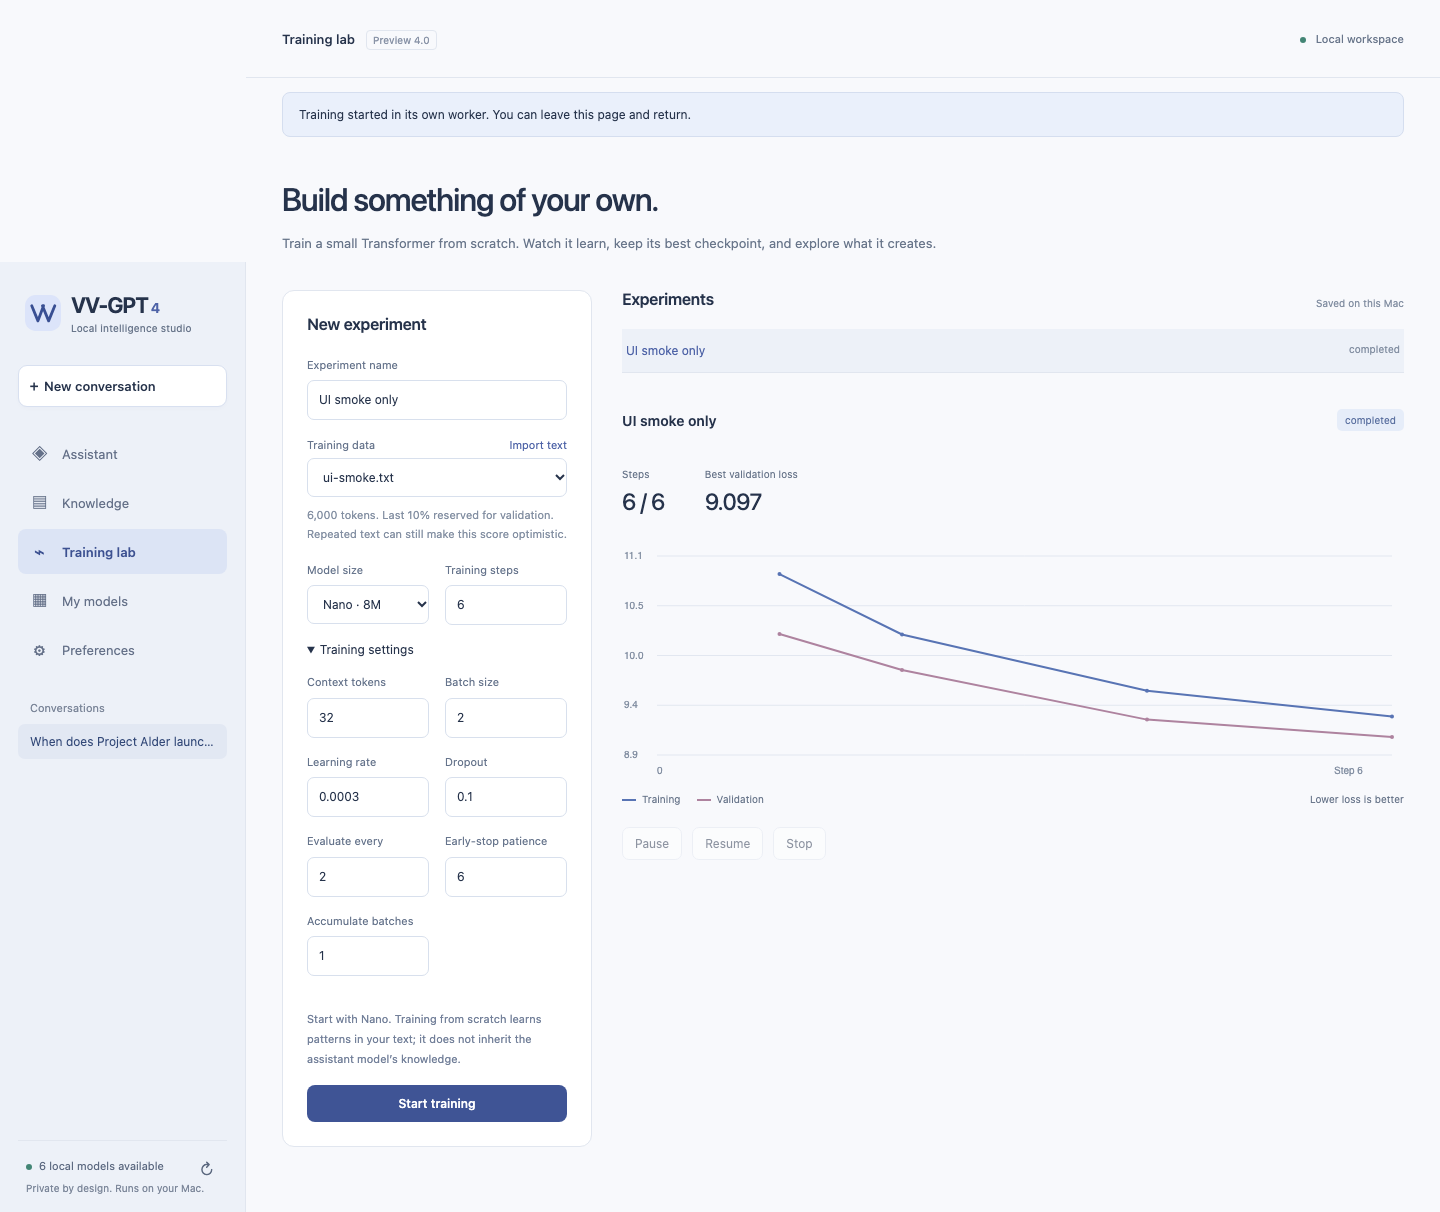 Training lab
Preview 4.0
Local workspace
Training started in its own worker. You can leave this page and return.
Build something of your own.
Train a small Transformer from scratch. Watch it learn, keep its best checkpoint, and explore what it creates.
VV-GPT 4
Local intelligence studio
+ New conversation
Assistant
Knowledge
Training lab
My models
Preferences
Conversations
When does Project Alder launc...
6 local models available
Private by design. Runs on your Mac.
New experiment
Experiment name
UI smoke only
Training data
Import text
ui-smoke.txt
6,000 tokens. Last 10% reserved for validation.
Repeated text can still make this score optimistic.
Model size
Training steps
Nano · 8M
6
▼ Training settings
Context tokens
Batch size
32
2
Learning rate
Dropout
0.0003
0.1
Evaluate every
Early-stop patience
2
6
Accumulate batches
1
Start with Nano. Training from scratch learns
patterns in your text; it does not inherit the
assistant model's knowledge.
Start training
Experiments
Saved on this Mac
UI smoke only
completed
UI smoke only
completed
Steps
Best validation loss
6 / 6
9.097
11.1
10.5
10.0
9.4
8.9
0
Step 6
Training
Validation
Lower loss is better
Pause
Resume
Stop